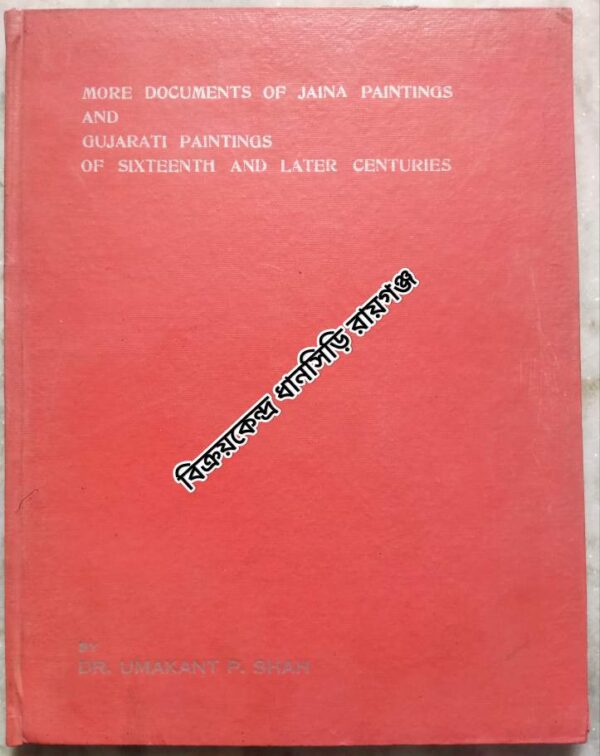 MORE DOCUMENTS OF JAINA PAINTINGS
AND
GUJARATI PAINTINGS
OF SIXTEENTH AND LATER CENTURIES
বিক্রয়কেন্দ্র ধানসিড়ি রায়গঞ্জ
BY
DR. UMAKANT P. SHAH